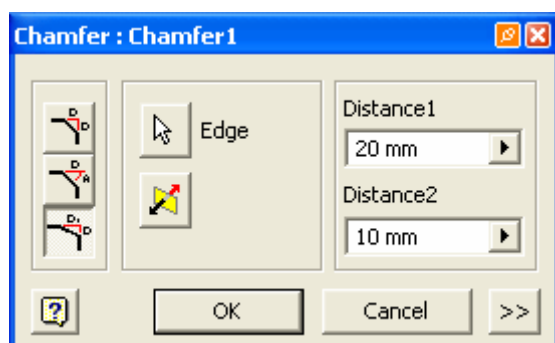 Chamfer : Chamfer1
D
D
D
A
D
D
Edge
Distance1
20 mm
Distance2
10 mm
?
OK
Cancel
>>